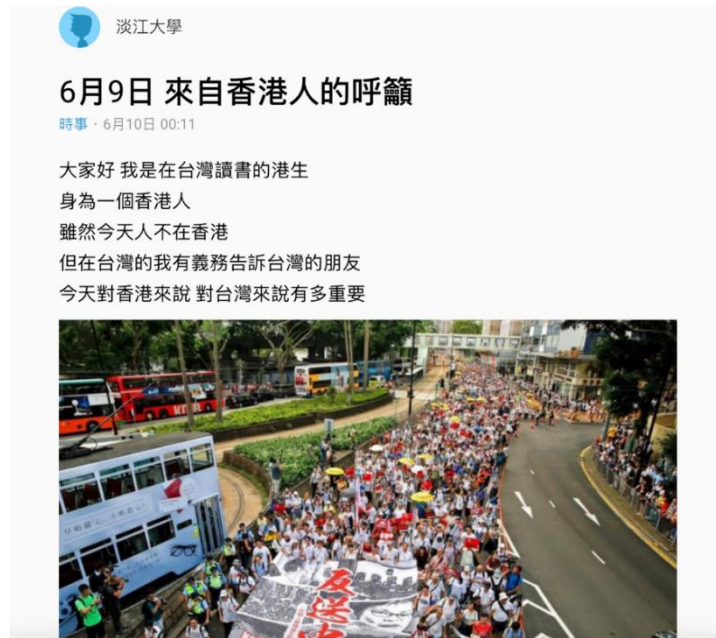 淡江大學
6月9日 來自香港人的呼籲
時事 · 6月10日 00:11
大家好 我是在台灣讀書的港生
身為一個香港人
雖然今天人不在香港
但在台灣的我有義務告訴台灣的朋友
今天對香港來說 對台灣來說有多重要
反送中